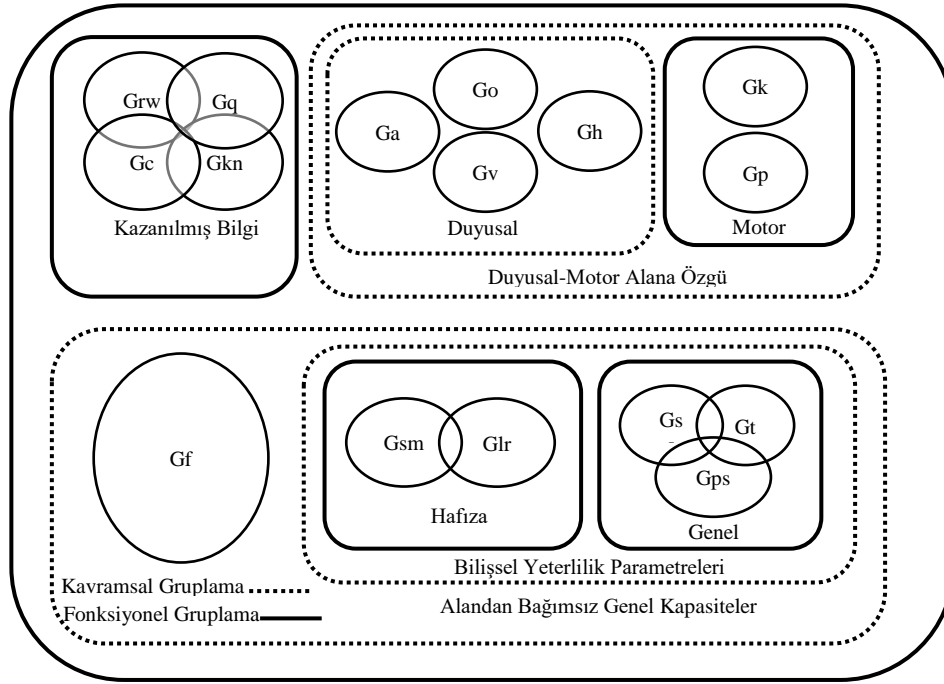 Grw
Gq
Gc
Gkn
Kazanılmış Bilgi
Go
Ga
Gh
Gv
Duyusal
Gk
Gp
Motor
Duyusal-Motor Alana Özgü
Gf
Gsm
Glr
Hafıza
Gs
Gt
Gps
Genel
Bilişsel Yeterlilik Parametreleri
Kavramsal Gruplama
Fonksiyonel Gruplama
Alandan Bağımsız Genel Kapasiteler